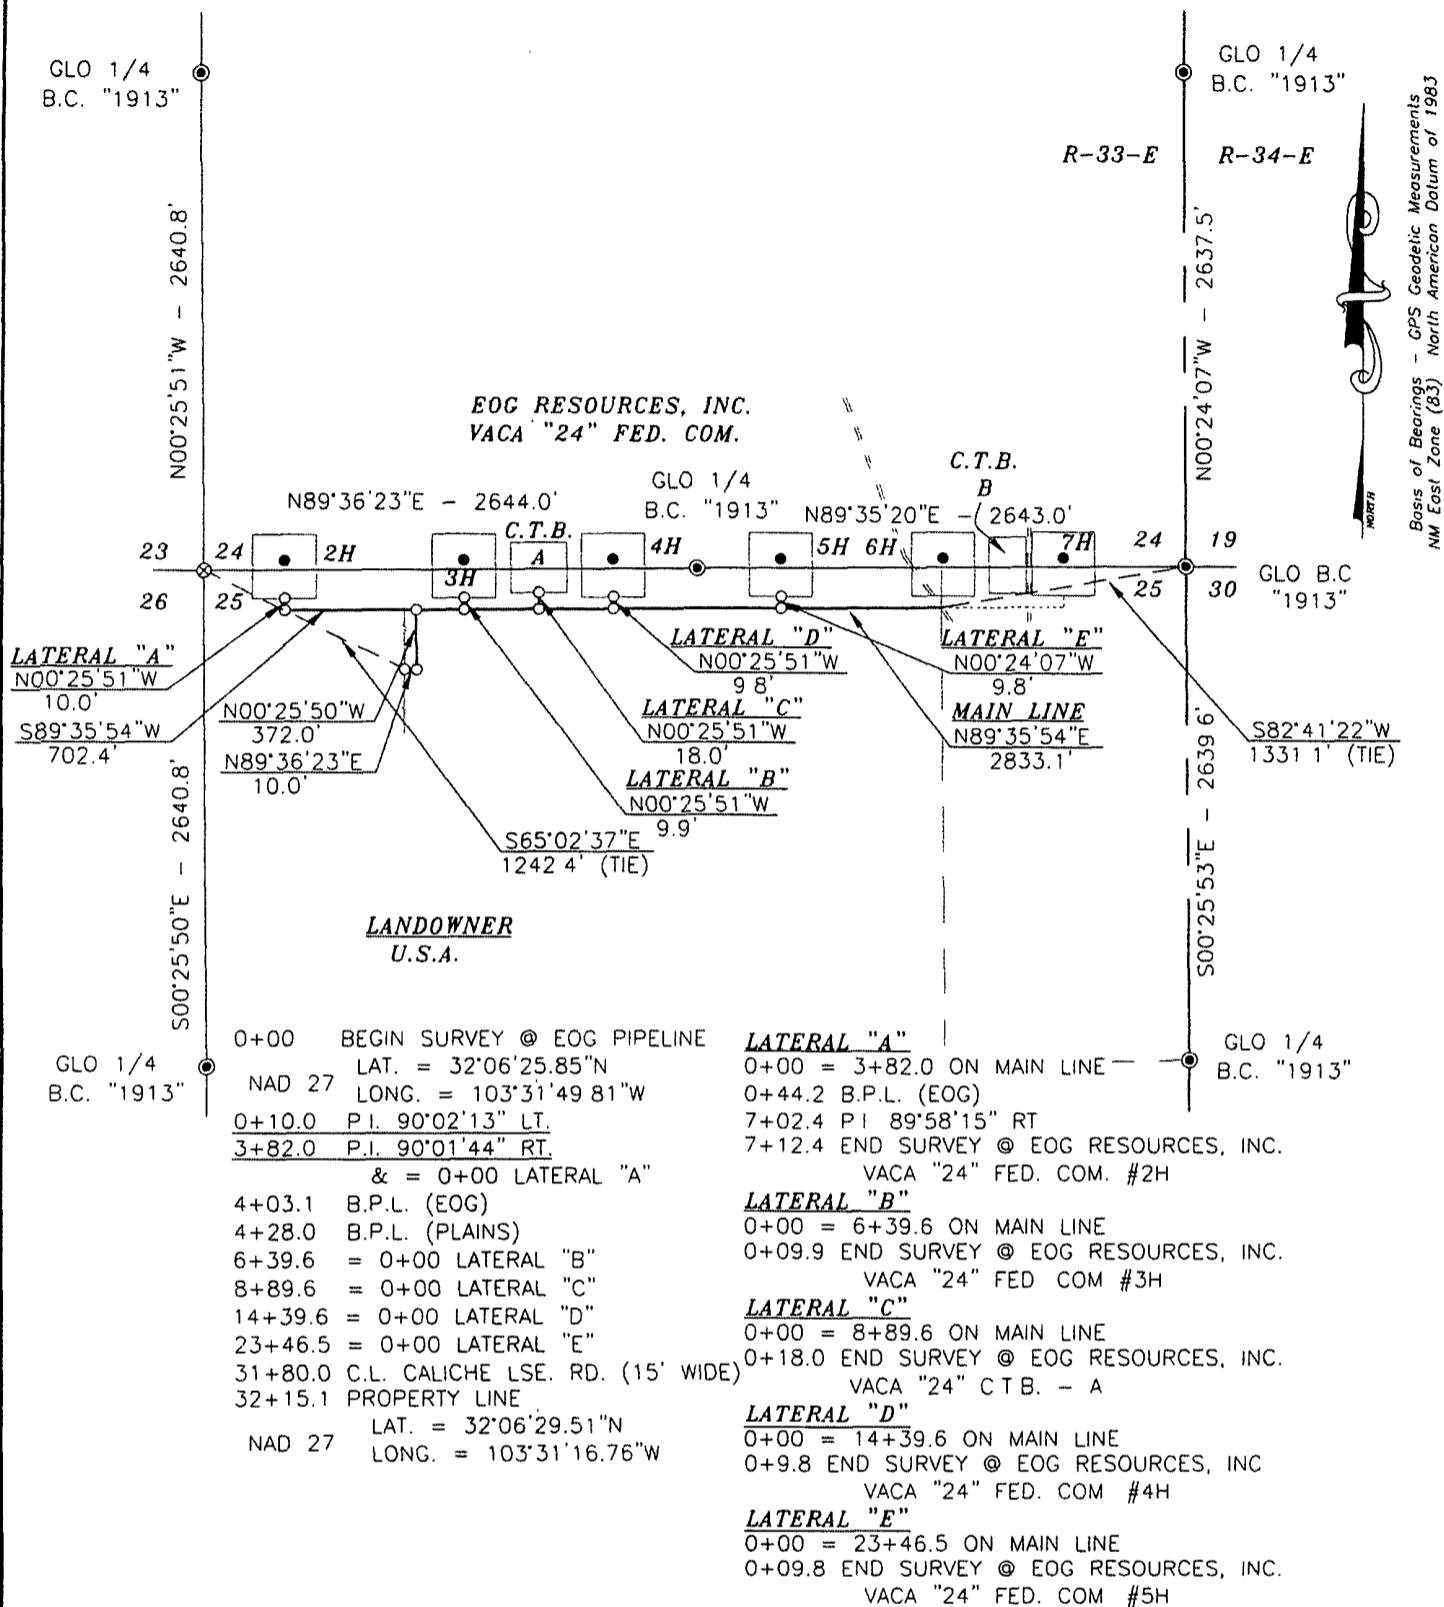 GLO 1/4
B.C. "1913"
GLO 1/4
B.C. "1913"
R-33-E
R-34-E
Basis of Bearings - GPS Geodetic Measurements
NM East Zone (83) North American Datum of 1983
NORTH
N00°25'51"W - 2640.8'
N00°24'07"W - 2637.5'
EOG RESOURCES, INC.
VACA "24" FED. COM.
GLO 1/4
B.C. "1913"
C.T.B.
B
N89°36'23"E - 2644.0'
N89°35'20"E - 2643.0'
C.T.B.
A
23
24
2H
3H
4H
5H
6H
7H
24
19
26
25
25
30
GLO B.C
"1913"
LATERAL "A"
N00°25'51"W
10.0'
S89°35'54"W
702.4'
N00°25'50"W
372.0'
N89°36'23"E
10.0'
LATERAL "D"
N00°25'51"W
9 8'
LATERAL "C"
N00°25'51"W
18.0'
LATERAL "B"
N00°25'51"W
9.9'
LATERAL "E"
N00°24'07"W
9.8'
MAIN LINE
N89°35'54"E
2833.1'
S82°41'22"W
1331 1' (TIE)
S65°02'37"E
1242 4' (TIE)
S00°25'50"E - 2640.8'
S00°25'53"E - 2639 6'
LANDOWNER
U.S.A.
GLO 1/4
B.C. "1913"
GLO 1/4
B.C. "1913"
0+00 BEGIN SURVEY @ EOG PIPELINE
LAT. = 32°06'25.85"N
NAD 27
LONG. = 103°31'49 81"W
0+10.0 P I. 90°02'13" LT.
3+82.0 P.I. 90°01'44" RT.
& = 0+00 LATERAL "A"
4+03.1 B.P.L. (EOG)
4+28.0 B.P.L. (PLAINS)
6+39.6 = 0+00 LATERAL "B"
8+89.6 = 0+00 LATERAL "C"
14+39.6 = 0+00 LATERAL "D"
23+46.5 = 0+00 LATERAL "E"
31+80.0 C.L. CALICHE LSE. RD. (15' WIDE)
32+15.1 PROPERTY LINE
LAT. = 32°06'29.51"N
NAD 27
LONG. = 103°31'16.76"W
LATERAL "A"
0+00 = 3+82.0 ON MAIN LINE
0+44.2 B.P.L. (EOG)
7+02.4 P I 89°58'15" RT
7+12.4 END SURVEY @ EOG RESOURCES, INC.
VACA "24" FED. COM. #2H
LATERAL "B"
0+00 = 6+39.6 ON MAIN LINE
0+09.9 END SURVEY @ EOG RESOURCES, INC.
VACA "24" FED COM #3H
LATERAL "C"
0+00 = 8+89.6 ON MAIN LINE
0+18.0 END SURVEY @ EOG RESOURCES, INC.
VACA "24" C T B. - A
LATERAL "D"
0+00 = 14+39.6 ON MAIN LINE
0+9.8 END SURVEY @ EOG RESOURCES, INC
VACA "24" FED. COM #4H
LATERAL "E"
0+00 = 23+46.5 ON MAIN LINE
0+09.8 END SURVEY @ EOG RESOURCES, INC.
VACA "24" FED. COM #5H